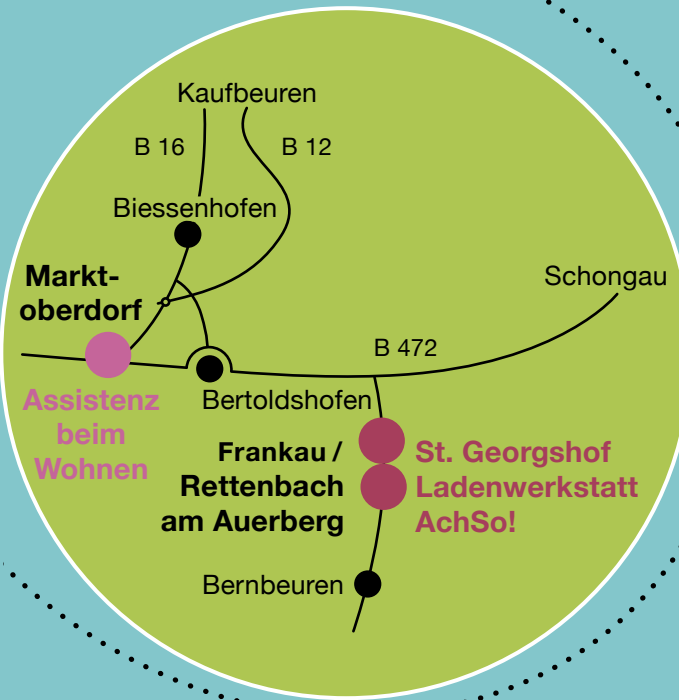 Kaufbeuren
B 16
B 12
Biessenhofen
Markt-
oberdorf
Schongau
B 472
Assistenz
beim
Wohnen
Bertoldshofen
Frankau /
Rettenbach
am Auerberg
St. Georgshof
Ladenwerkstatt
AchSo!
Bernbeuren